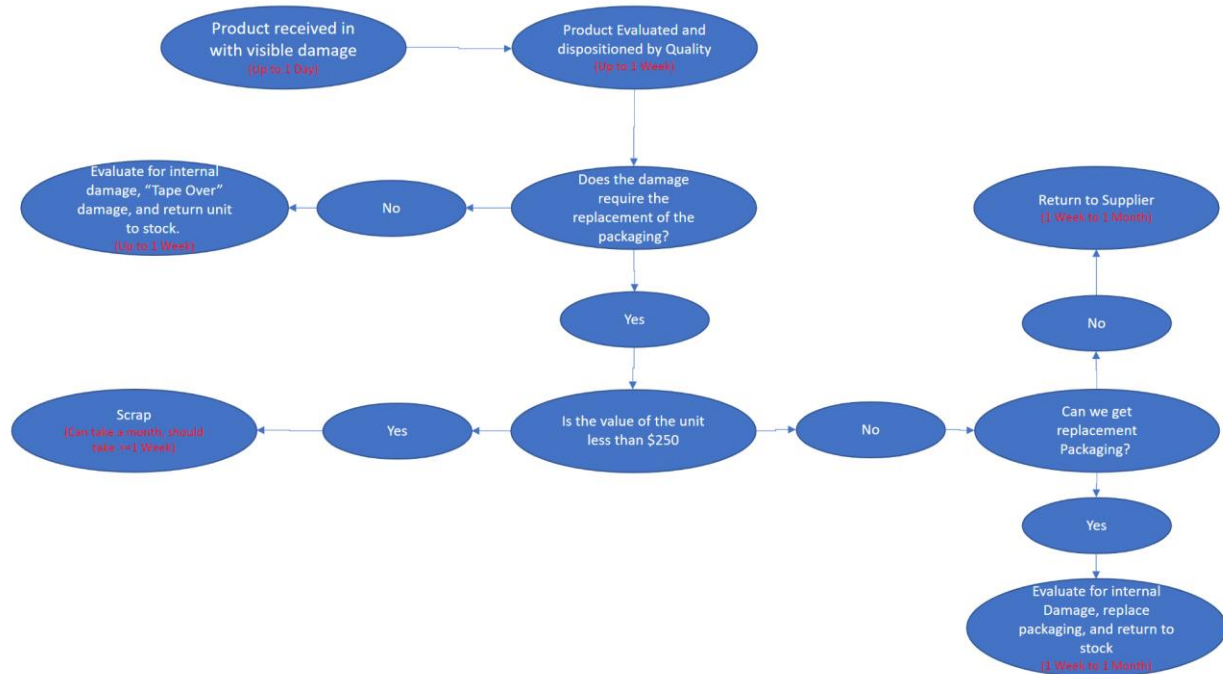 Product received in
with visible damage
(Up to 1 Day)
Product Evaluated and
dispositioned by Quality
(Up to 1 Week)
Evaluate for internal
damage, “Tape Over”
damage, and return unit
to stock.
(Up to 1 Week)
No
Does the damage
require the
replacement of the
packaging?
Return to Supplier
(1 Week to 1 Month)
Yes
No
Scrap
(Can take a month, should
take ~=1 Week)
Yes
Is the value of the unit
less than $250
No
Can we get
replacement
Packaging?
Yes
Evaluate for internal
Damage, replace
packaging, and return to
stock
(1 Week to 1 Month)